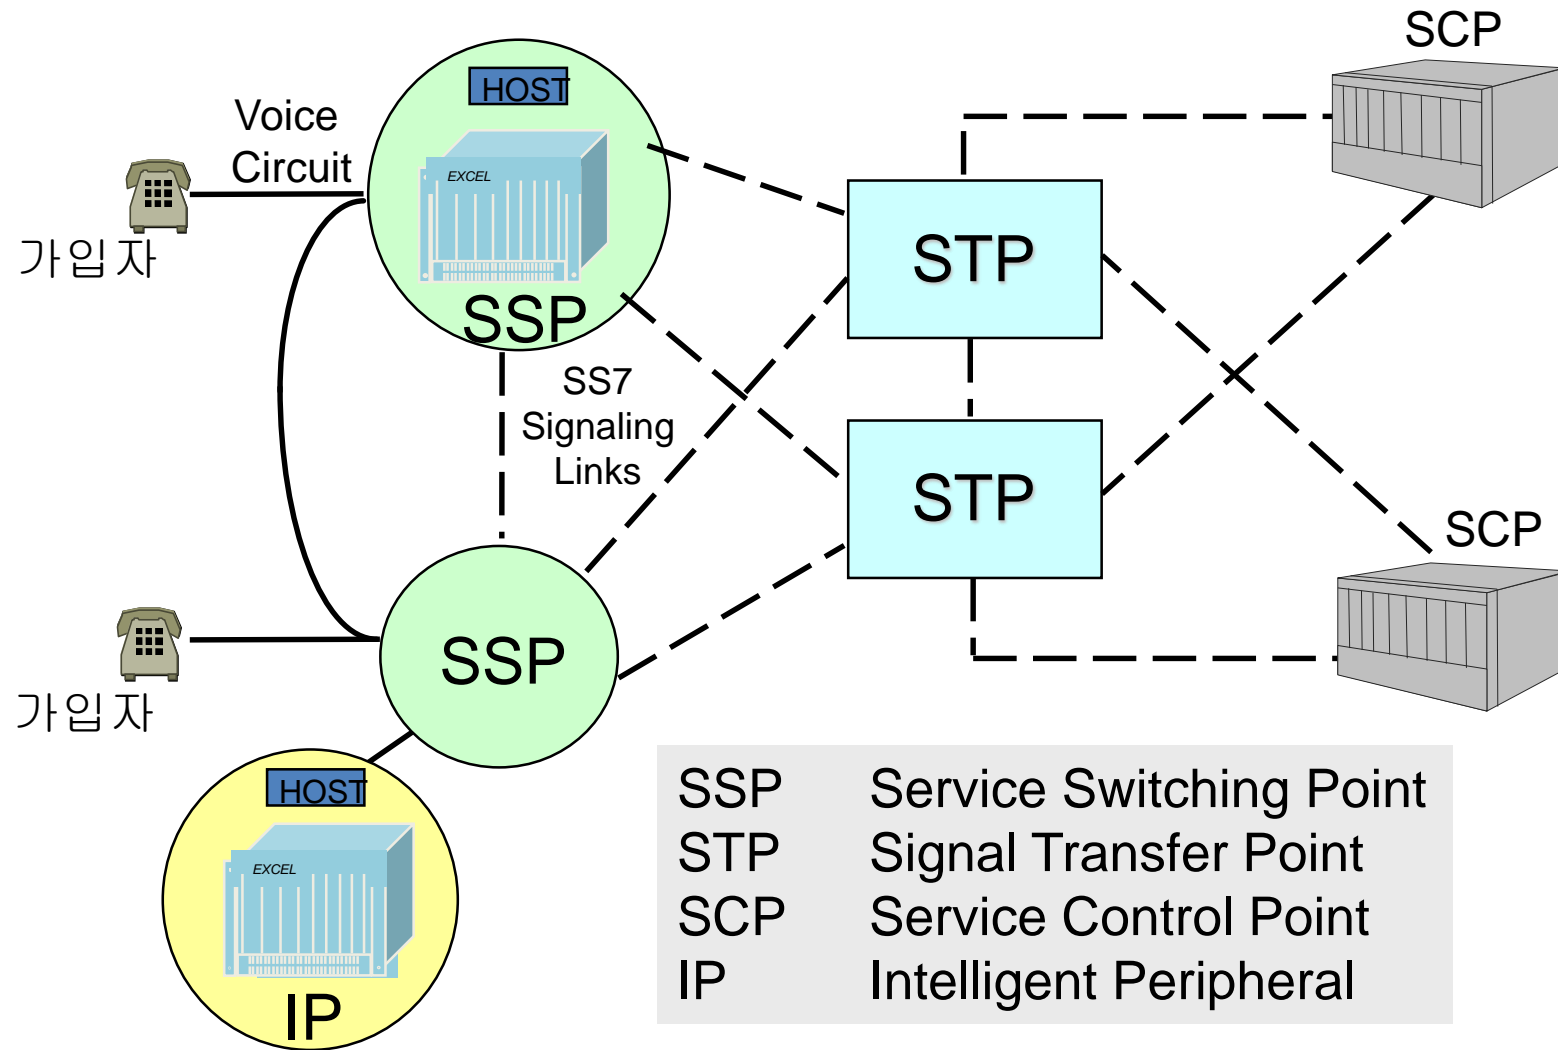 SCP
HOST
Voice
Circuit
EXCEL
가입자
STP
SSP
SS7
Signaling
Links
STP
SCP
SSP
가입자
HOST
EXCEL
IP
SSP Service Switching Point
STP Signal Transfer Point
SCP Service Control Point
IP Intelligent Peripheral